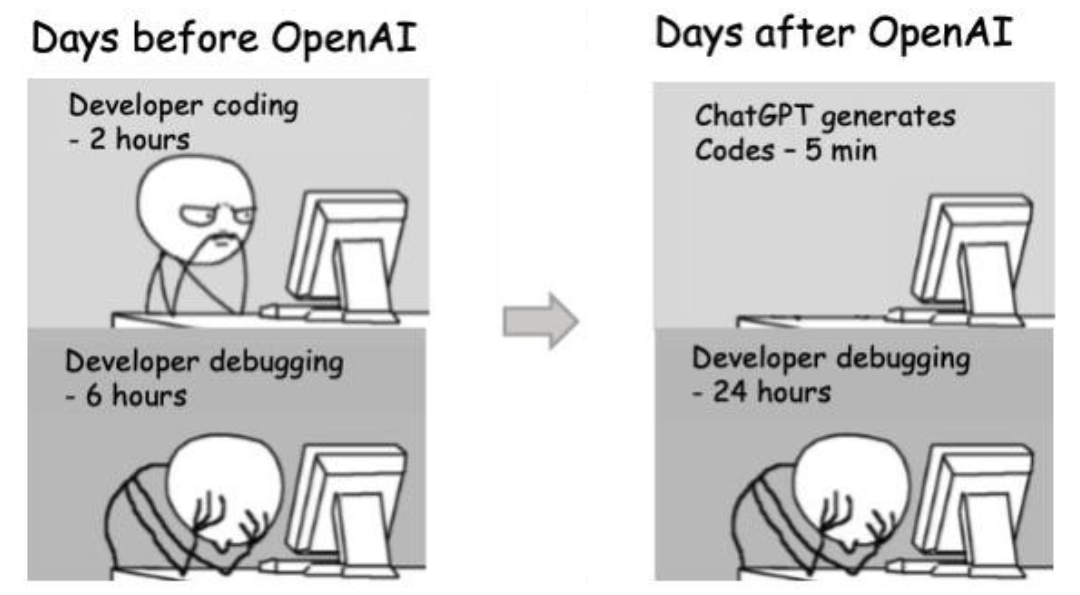 Days before OpenAI
Developer coding
- 2 hours
Developer debugging
- 6 hours
Days after OpenAI
ChatGPT generates
Codes - 5 min
Developer debugging
- 24 hours